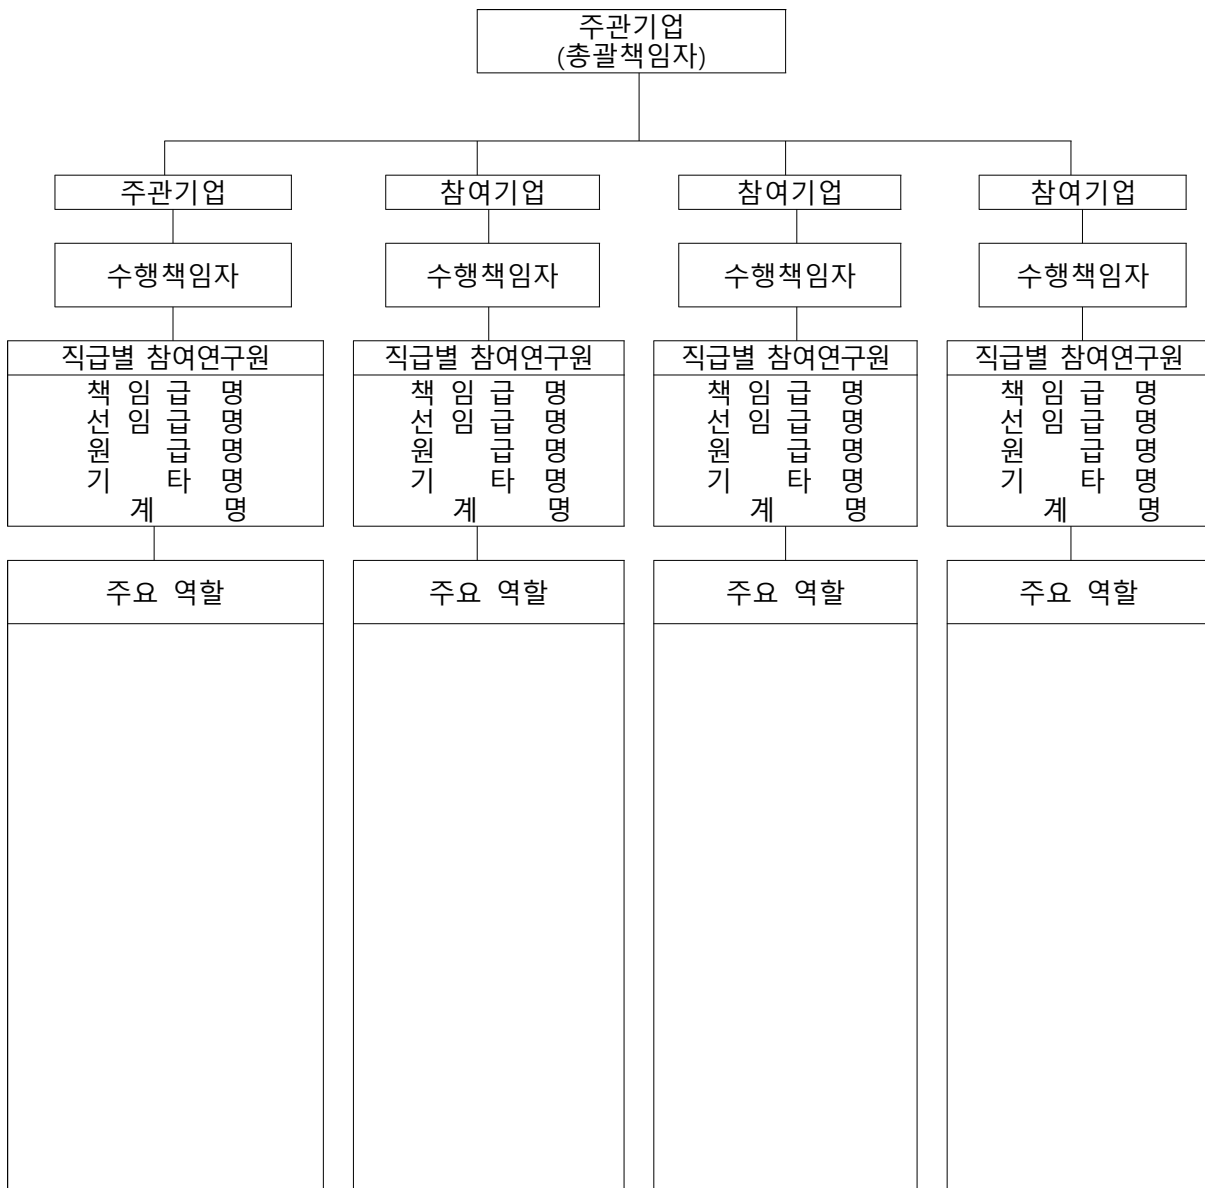 주관기업
(총괄책임자)
주관기업 참여기업 참여기업 참여기업
수행책임자 수행책임자 수행책임자 수행책임자
직급별 참여연구원 직급별 참여연구원 직급별 참여연구원 직급별 참여연구원
책 임 급 명 책 임 급 명 책 임 급 명 책 임 급 명
선 임 급 명 선 임 급 명 선 임 급 명 선 임 급 명
원 급 명 원 급 명 원 급 명 원 급 명
기 타 명 기 타 명 기 타 명 기 타 명
계 명 계 명 계 명 계 명
주요 역할 주요 역할 주요 역할 주요 역할